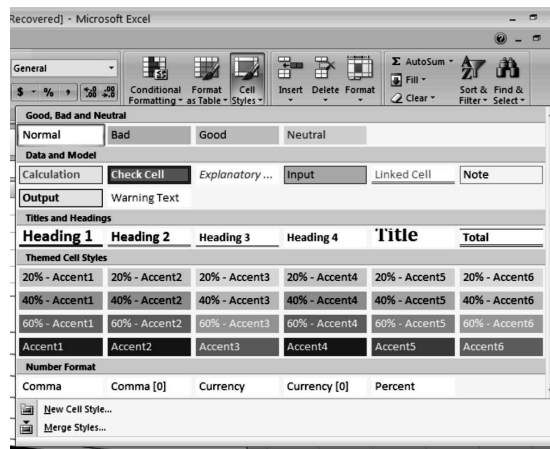 Recovered] - Microsoft Excel
General
$ - % , .00 .00
Conditional Formatting Format as Table Cell Styles
Insert Delete Format
Σ AutoSum
Fill
Clear
Sort & Filter Find & Select
Good, Bad and Neutral
Normal Bad Good Neutral
Data and Model
Calculation Check Cell Explanatory ... Input Linked Cell Note
Output Warning Text
Titles and Headings
Heading 1 Heading 2 Heading 3 Heading 4 Title Total
Themed Cell Styles
20% - Accent1 20% - Accent2 20% - Accent3 20% - Accent4 20% - Accent5 20% - Accent6
40% - Accent1 40% - Accent2 40% - Accent3 40% - Accent4 40% - Accent5 40% - Accent6
60% - Accent1 60% - Accent2 60% - Accent3 60% - Accent4 60% - Accent5 60% - Accent6
Accent1 Accent2 Accent3 Accent4 Accent5 Accent6
Number Format
Comma Comma [0] Currency Currency [0] Percent
New Cell Style...
Merge Styles...